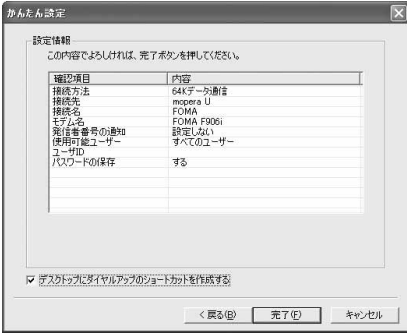 かんたん設定
設定情報
この内容でよろしければ、完了ボタンを押してください。
確認項目 内容
接続方法 64Kデータ通信
接続先 mopera U
接続名 FOMA
モデム名 FOMA F906i
発信者番号の通知 設定しない
使用可能ユーザー すべてのユーザー
ユーザID
パスワードの保存 する
デスクトップにダイヤルアップのショートカットを作成する
< 戻る(B) 完了(F) キャンセル